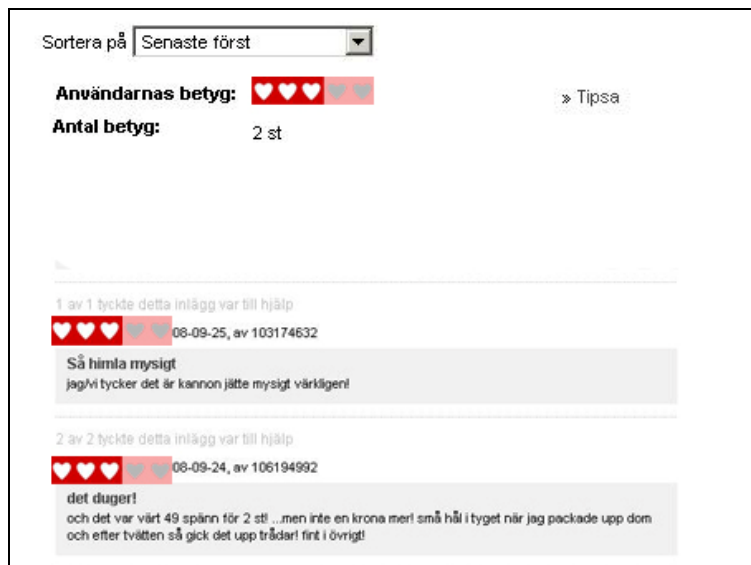 Sortera på Senaste först
Användarnas betyg:
» Tipsa
Antal betyg: 2 st
1 av 1 tyckte detta inlägg var till hjälp
08-09-25, av 103174632
Så himla mysigt
jag/vi tycker det är kannon jätte mysigt värkligen!
2 av 2 tyckte detta inlägg var till hjälp
08-09-24, av 106194992
det duger!
och det var värt 49 spänn för 2 st! ...men inte en krona mer! små hål i tyget när jag packade upp dom
och efter tvätten så gick det upp trådar! fint i övrigt!